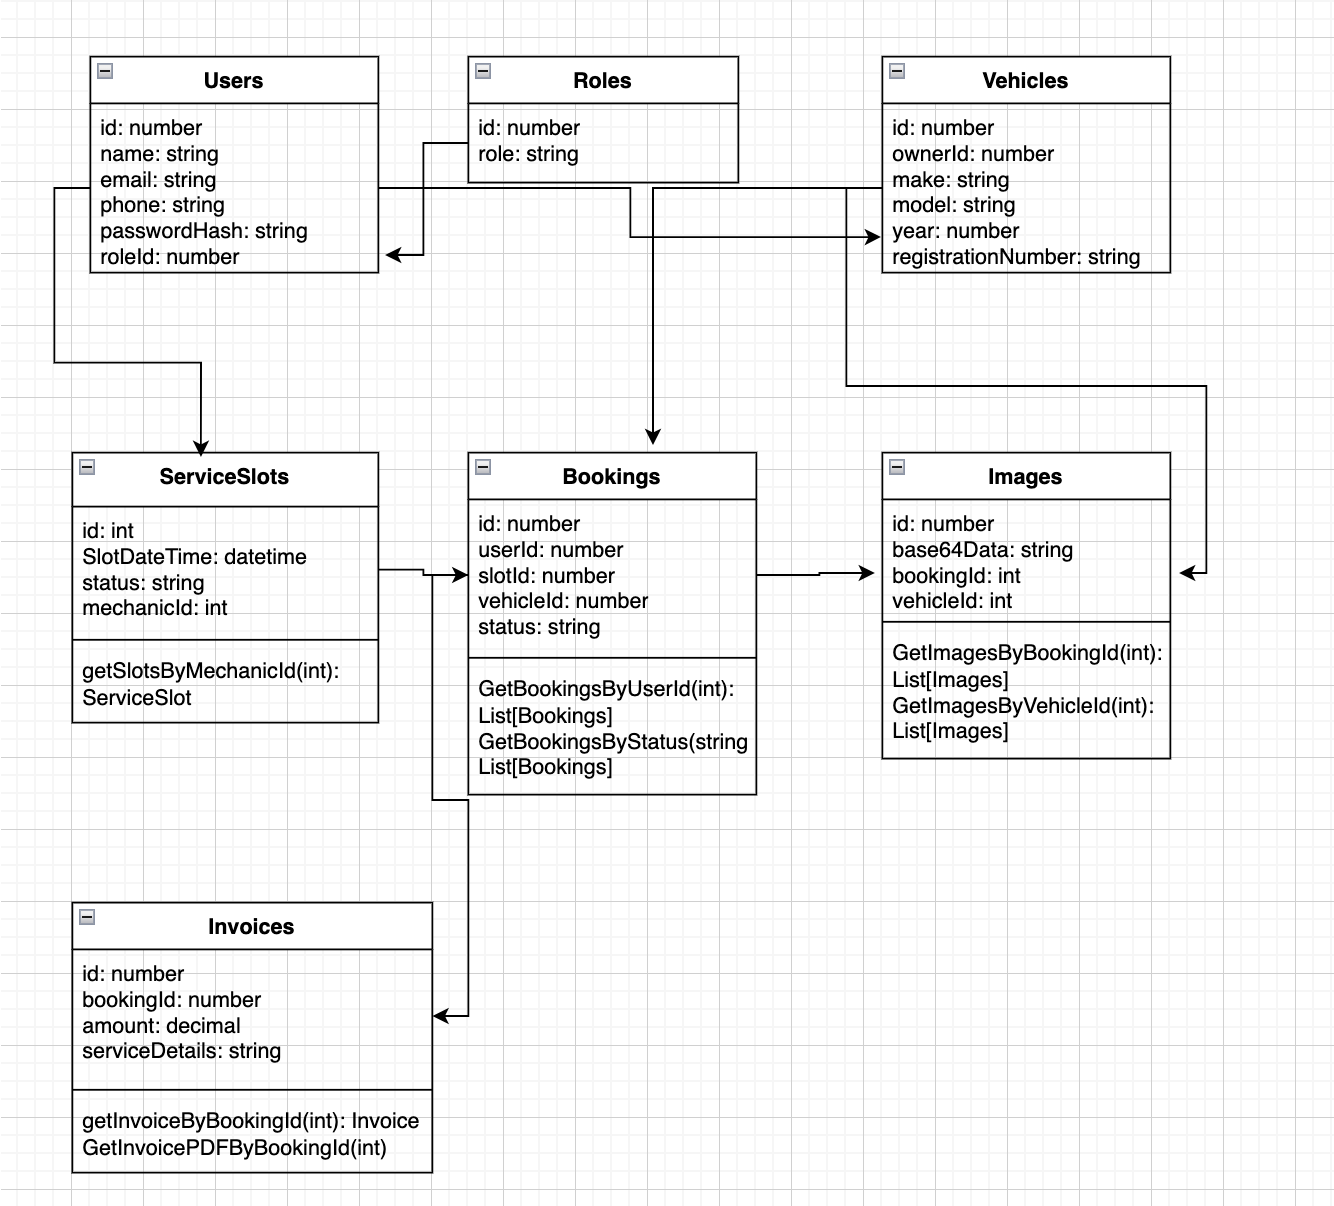 Users
id: number
name: string
email: string
phone: string
passwordHash: string
roleId: number
Roles
id: number
role: string
Vehicles
id: number
ownerId: number
make: string
model: string
year: number
registrationNumber: string
ServiceSlots
id: int
SlotDateTime: datetime
status: string
mechanicId: int
getSlotsByMechanicId(int):
ServiceSlot
Bookings
id: number
userId: number
slotId: number
vehicleId: number
status: string
GetBookingsByUserId(int):
List[Bookings]
GetBookingsByStatus(string
List[Bookings]
Images
id: number
base64Data: string
bookingId: int
vehicleId: int
GetImagesByBookingId(int):
List[Images]
GetImagesByVehicleId(int):
List[Images]
Invoices
id: number
bookingId: number
amount: decimal
serviceDetails: string
getInvoiceByBookingId(int): Invoice
GetInvoicePDFByBookingId(int)